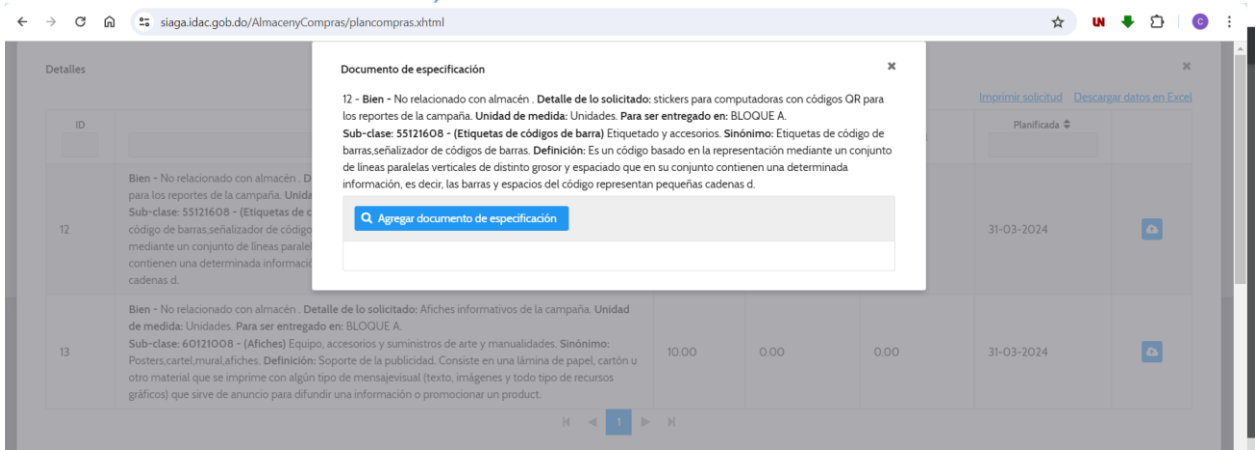 siaga.idac.gob.do/AlmacenyCompras/plancompras.xhtml
UN
C
Detalles
Documento de especificación
Imprimir solicitud Descargar datos en Excel
12 - Bien - No relacionado con almacén . Detalle de lo solicitado: stickers para computadoras con códigos QR para
los reportes de la campaña. Unidad de medida: Unidades. Para ser entregado en: BLOQUE A.
Sub-clase: 55121608 - (Etiquetas de códigos de barra) Etiquetado y accesorios. Sinónimo: Etiquetas de código de
barras,señalizador de códigos de barras. Definición: Es un código basado en la representación mediante un conjunto
de líneas paralelas verticales de distinto grosor y espaciado que en su conjunto contienen una determinada
información, es decir, las barras y espacios del código representan pequeñas cadenas d.
Agregar documento de especificación
ID
Planificada
12
Bien - No relacionado con almacén . D
para los reportes de la campaña. Unida
Sub-clase: 55121608 - (Etiquetas de c
código de barras,señalizador de código
mediante un conjunto de líneas paralel
contienen una determinada informació
cadenas d.
31-03-2024
13
Bien - No relacionado con almacén . Detalle de lo solicitado: Afiches informativos de la campaña. Unidad
de medida: Unidades. Para ser entregado en: BLOQUE A.
Sub-clase: 60121008 - (Afiches) Equipo, accesorios y suministros de arte y manualidades. Sinónimo:
Posters,cartel,mural,afiches. Definición: Soporte de la publicidad. Consiste en una lámina de papel, cartón u
otro material que se imprime con algún tipo de mensajevisual (texto, imágenes y todo tipo de recursos
gráficos) que sirve de anuncio para difundir una información o promocionar un product.
10.00 0.00 0.00 31-03-2024
1